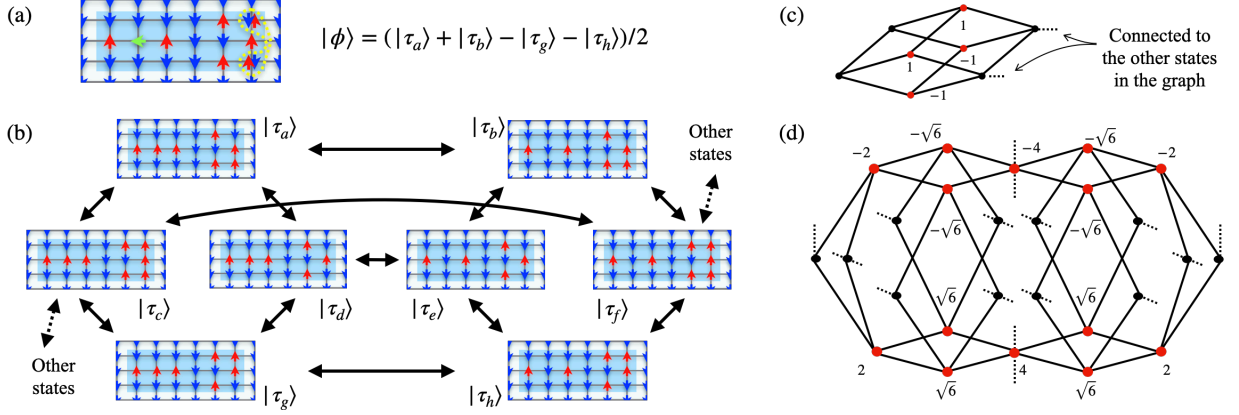 (a)
|ϕ⟩ = (|τ_a⟩ + |τ_b⟩ − |τ_g⟩ − |τ_h⟩)/2
(b)
|τ_a⟩
|τ_b⟩
Other
states
|τ_c⟩
|τ_d⟩
|τ_e⟩
|τ_f⟩
Other
states
|τ_g⟩
|τ_h⟩
(c)
1
−1
1
−1
Connected to
the other states
in the graph
(d)
−√6
−4
−√6
−2
−2
−√6
−√6
√6
√6
2
√6
4
√6
2